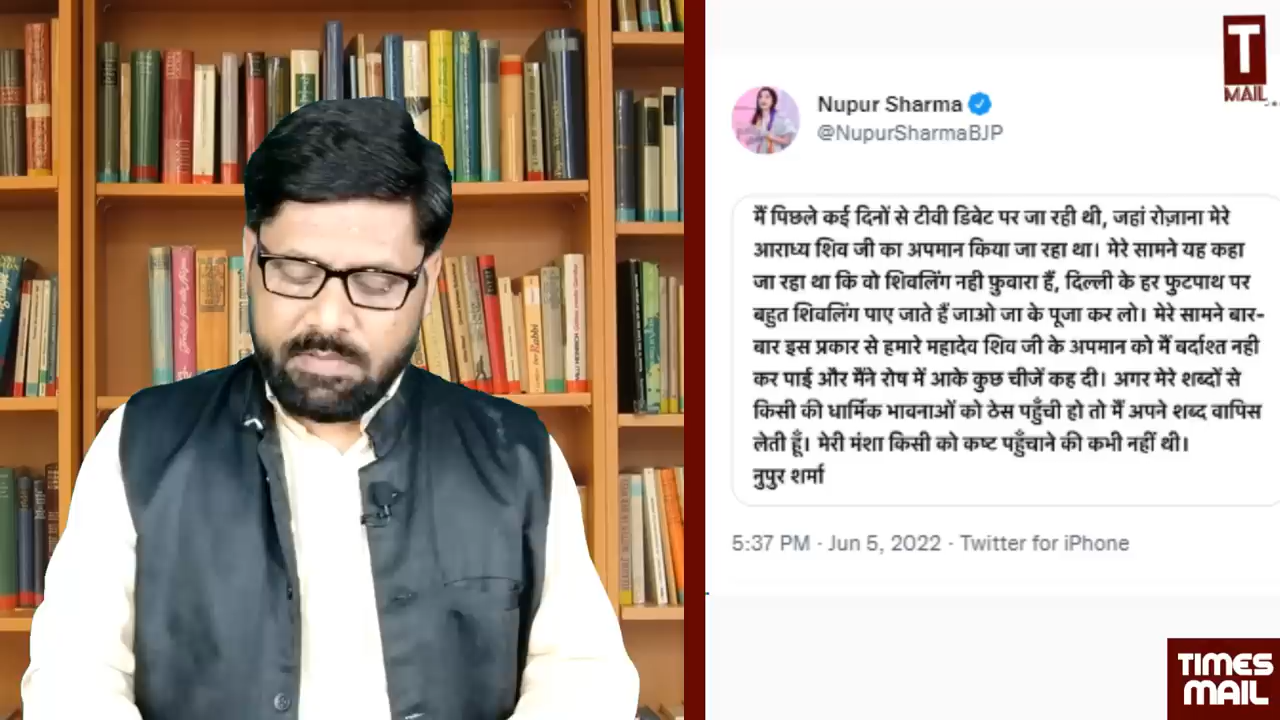 T
MAIL
Nupur Sharma
@NupurSharmaBJP
मैं पिछले कई दिनों से टीवी डिबेट पर जा रही थी, जहां रोज़ाना मेरे
आराध्य शिव जी का अपमान किया जा रहा था। मेरे सामने यह कहा
जा रहा था कि वो शिवलिंग नही फ़ुवारा हैं, दिल्ली के हर फुटपाथ पर
बहुत शिवलिंग पाए जाते हैं जाओ जा के पूजा कर लो। मेरे सामने बार-
बार इस प्रकार से हमारे महादेव शिव जी के अपमान को मैं बर्दाश्त नही
कर पाई और मैंने रोष में आके कुछ चीजें कह दी। अगर मेरे शब्दों से
किसी की धार्मिक भावनाओं को ठेस पहुँची हो तो मैं अपने शब्द वापिस
लेती हूँ। मेरी मंशा किसी को कष्ट पहुँचाने की कभी नहीं थी।
नुपुर शर्मा
5:37 PM · Jun 5, 2022 · Twitter for iPhone
TIMES
MAIL
Rabbi